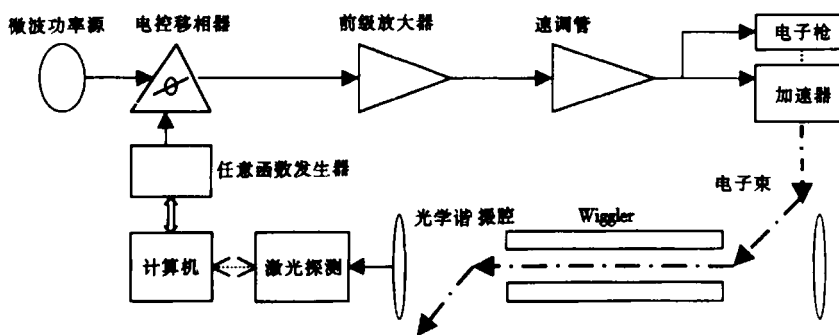 微波功率源
电控移相器
前级放大器
速调管
电子枪
加速器
任意函数发生器
电子束
光学谐振腔
Wiggler
计算机
激光探测